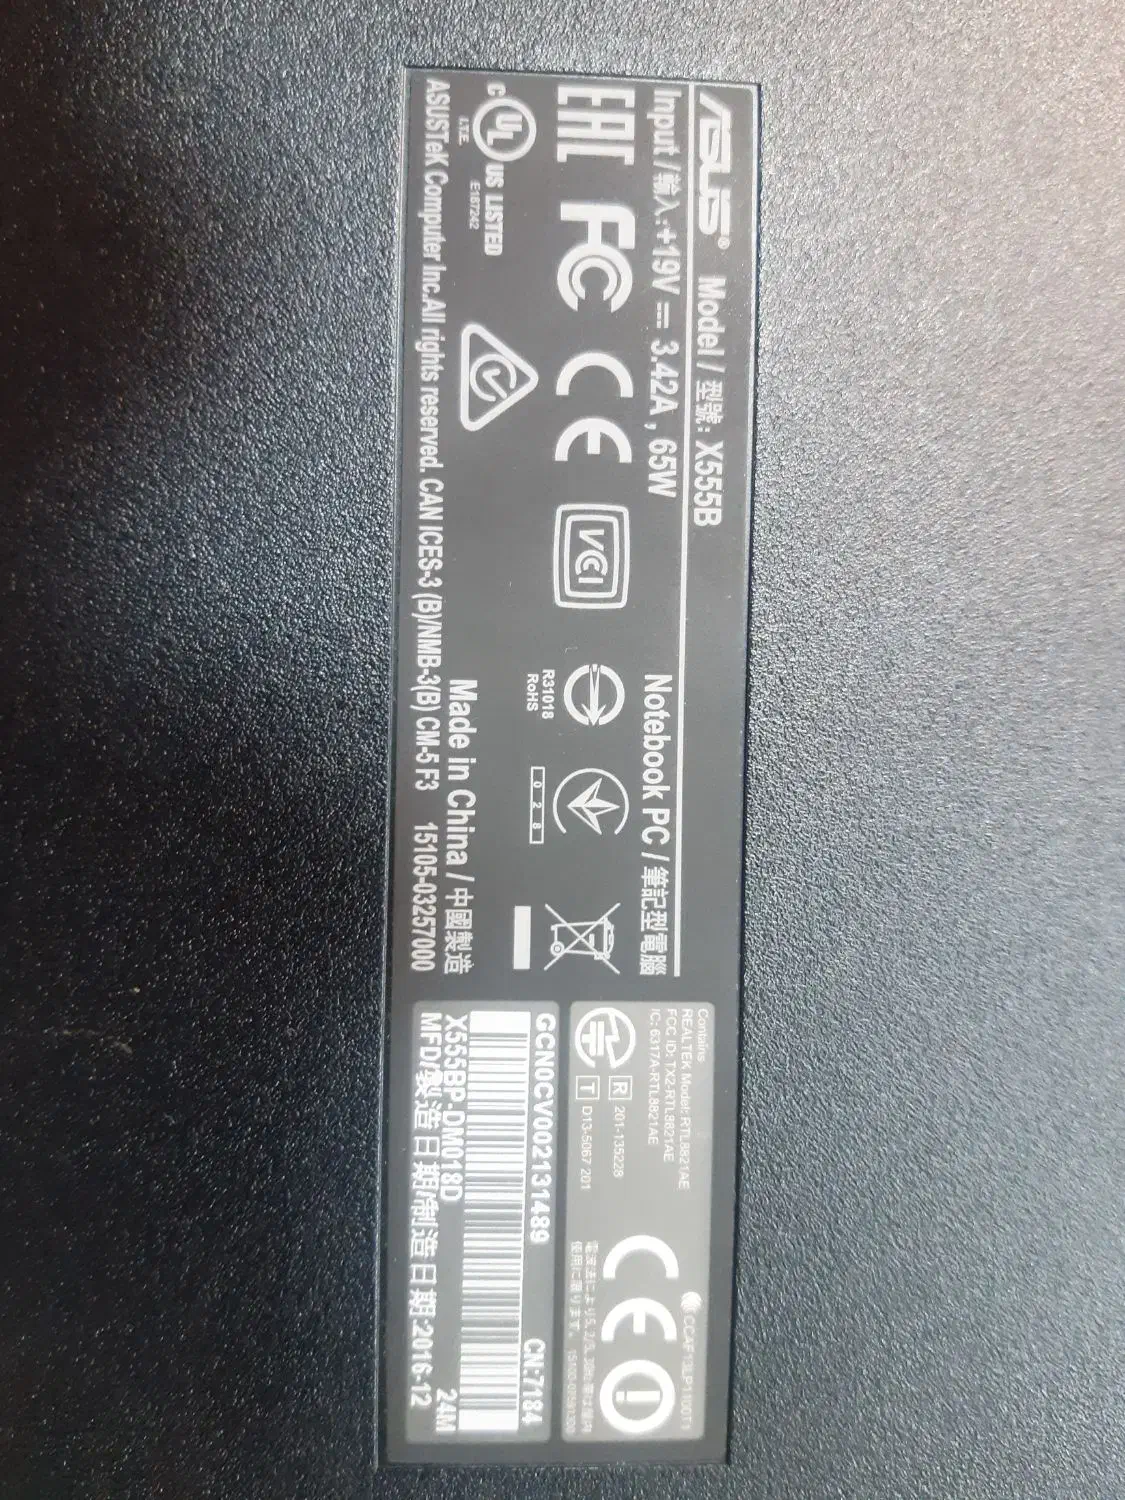 ASUS® Model / 型號: X555B
Input / 輸入:+19V ⎓ 3.42A , 65W
Notebook PC / 筆記型電腦
EAC FC CE VCI
R31018
RoHS
028
c UL US LISTED
I.T.E. E167242
Made in China / 中國製造
ASUSTeK Computer Inc.All rights reserved. CAN ICES-3 (B)/NMB-3(B) CM-5 F3 15105-03257000
Contains
REALTEK Model: RTL8821AE
FCC ID: TX2-RTL8821AE
IC: 6317A-RTL8821AE
R 201-135228
T D13-5067 201
CE
GCN0CV002131489 CN:7184
X555BP-DM018D 24M
MFD/製造日期/制造日期:2016-12